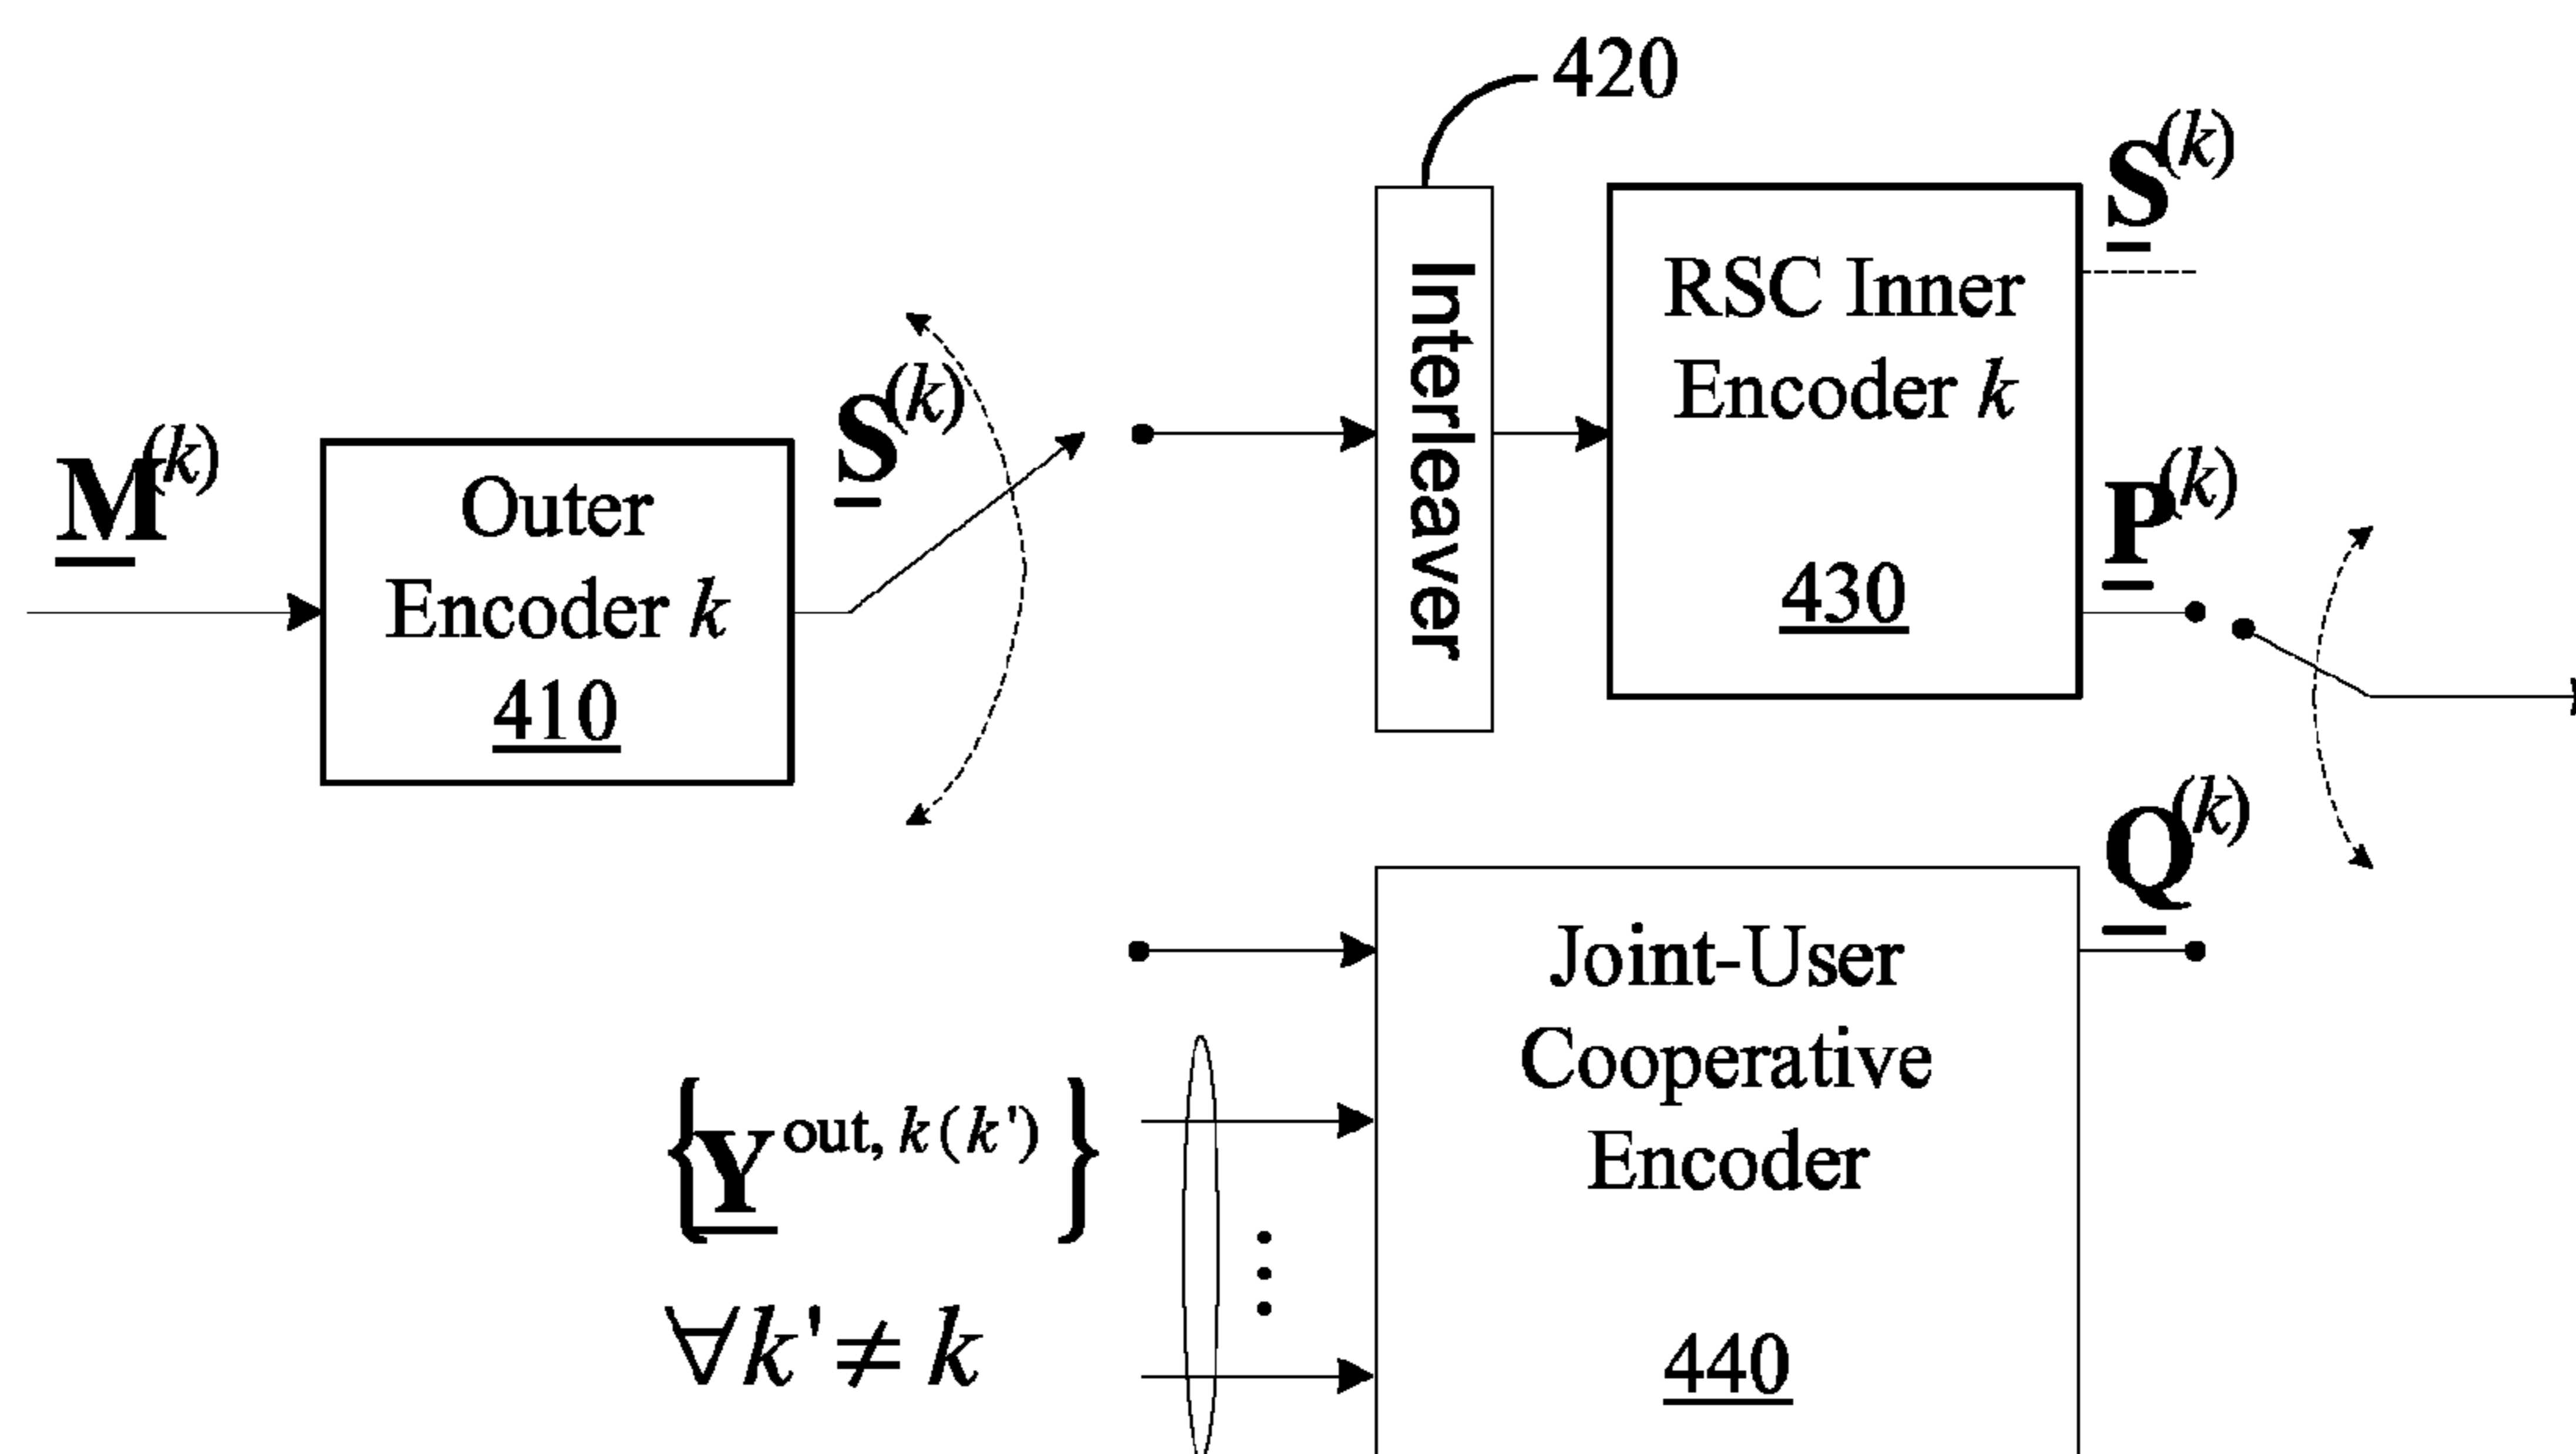 420
S^(k)
RSC Inner
Encoder k
430
Interleaver
S^(k)
M^(k)
Outer
Encoder k
410
P^(k)
Q^(k)
Joint-User
Cooperative
Encoder
440
{Y^out, k(k')}
∀k'≠k